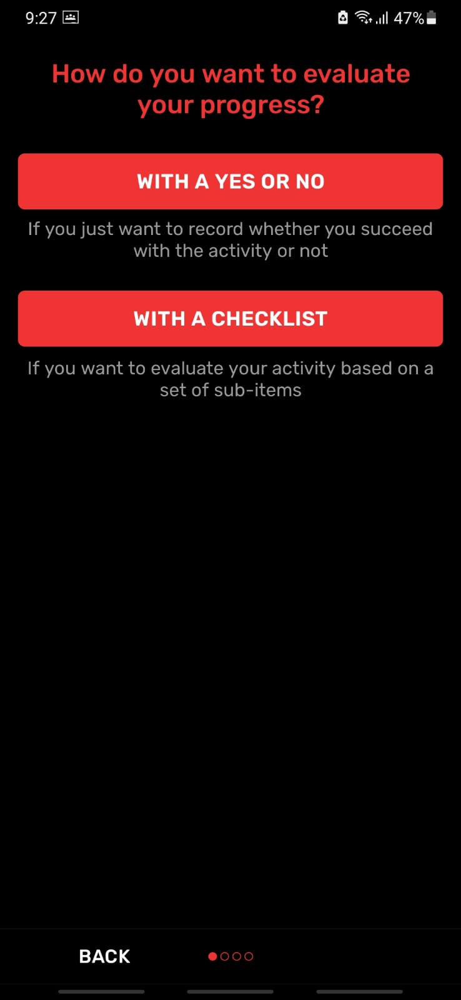 9:27
47%
How do you want to evaluate
your progress?
WITH A YES OR NO
If you just want to record whether you succeed
with the activity or not
WITH A CHECKLIST
If you want to evaluate your activity based on a
set of sub-items
BACK